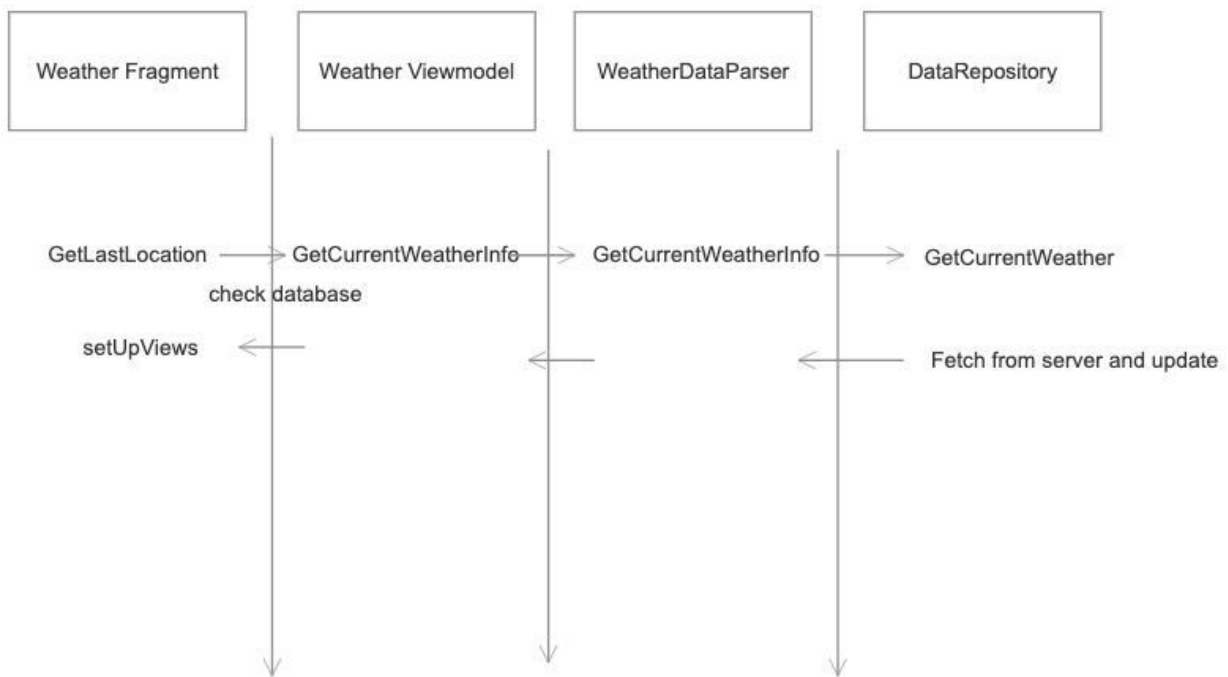 Weather Fragment
Weather Viewmodel
WeatherDataParser
DataRepository
GetLastLocation
GetCurrentWeatherInfo
GetCurrentWeatherInfo
GetCurrentWeather
check database
setUpViews
Fetch from server and update